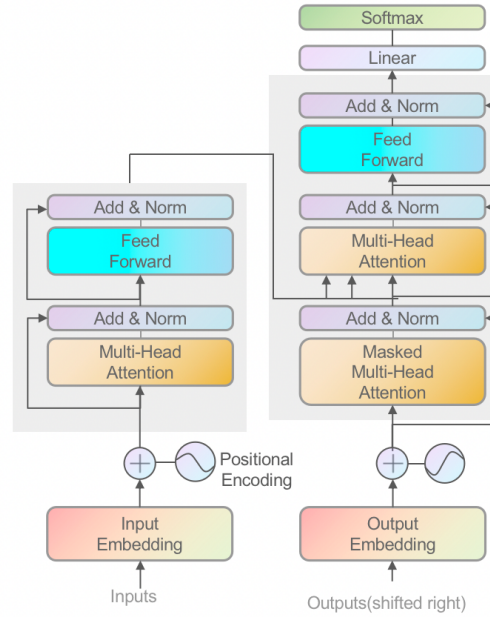 Softmax
Linear
Add & Norm
Feed
Forward
Add & Norm
Multi-Head
Attention
Add & Norm
Masked
Multi-Head
Attention
Output
Embedding
Outputs(shifted right)
Add & Norm
Feed
Forward
Add & Norm
Multi-Head
Attention
Positional
Encoding
Input
Embedding
Inputs